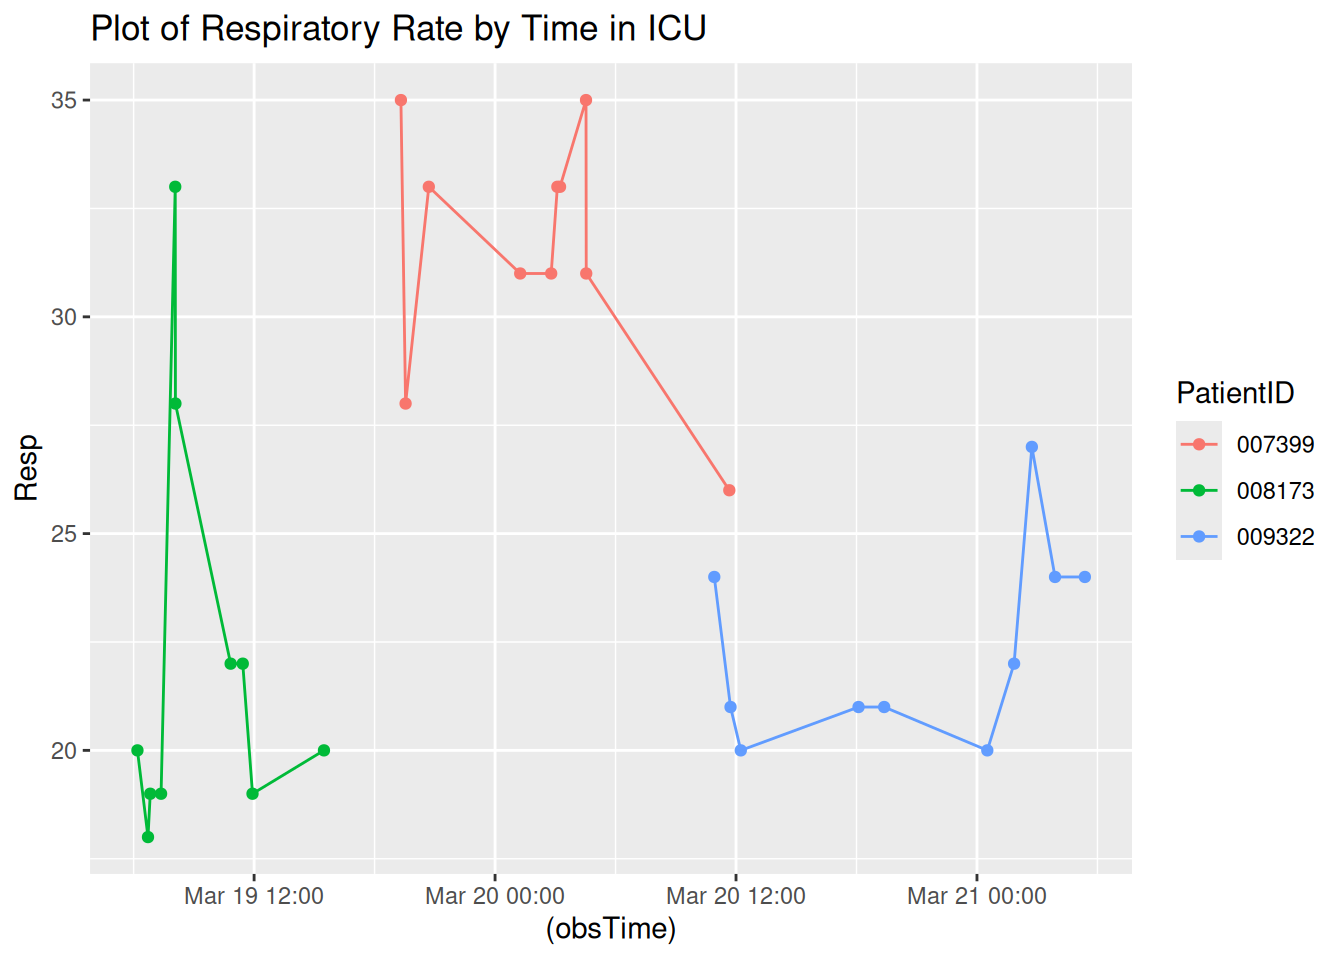 Plot of Respiratory Rate by Time in ICU
35
30
25
20
Resp
Mar 19 12:00
Mar 20 00:00
Mar 20 12:00
Mar 21 00:00
(obsTime)
PatientID
007399
008173
009322